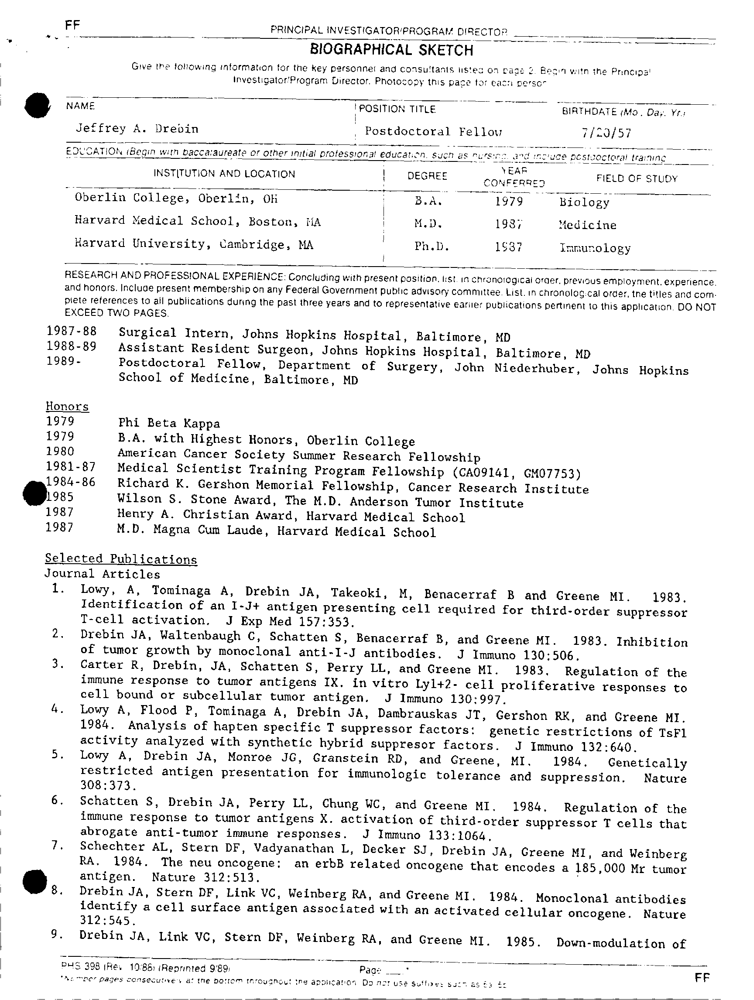 FF
PRINCIPAL INVESTIGATOR/PROGRAM DIRECTOR
BIOGRAPHICAL SKETCH
Give the following information for the key personnel and consultants listed on page 2. Begin with the Principal
Investigator/Program Director. Photocopy this page for each person
NAME POSITION TITLE BIRTHDATE (Mo., Day, Yr.)
Jeffrey A. Drebin Postdoctoral Fellow 7/20/57
EDUCATION (Begin with baccalaureate or other initial professional education, such as nursing, and include postdoctoral training
INSTITUTION AND LOCATION DEGREE YEAR CONFERRED FIELD OF STUDY
Oberlin College, Oberlin, OH B.A. 1979 Biology
Harvard Medical School, Boston, MA M.D. 1987 Medicine
Harvard University, Cambridge, MA Ph.D. 1987 Immunology
RESEARCH AND PROFESSIONAL EXPERIENCE: Concluding with present position, list, in chronological order, previous employment, experience,
and honors. Include present membership on any Federal Government public advisory committee. List, in chronological order, the titles and com-
plete references to all publications during the past three years and to representative earlier publications pertinent to this application. DO NOT
EXCEED TWO PAGES.
1987-88 Surgical Intern, Johns Hopkins Hospital, Baltimore, MD
1988-89 Assistant Resident Surgeon, Johns Hopkins Hospital, Baltimore, MD
1989- Postdoctoral Fellow, Department of Surgery, John Niederhuber, Johns Hopkins
School of Medicine, Baltimore, MD
Honors
1979 Phi Beta Kappa
1979 B.A. with Highest Honors, Oberlin College
1980 American Cancer Society Summer Research Fellowship
1981-87 Medical Scientist Training Program Fellowship (CA09141, GM07753)
1984-86 Richard K. Gershon Memorial Fellowship, Cancer Research Institute
1985 Wilson S. Stone Award, The M.D. Anderson Tumor Institute
1987 Henry A. Christian Award, Harvard Medical School
1987 M.D. Magna Cum Laude, Harvard Medical School
Selected Publications
Journal Articles
1. Lowy, A, Tominaga A, Drebin JA, Takeoki, M, Benacerraf B and Greene MI. 1983.
Identification of an I-J+ antigen presenting cell required for third-order suppressor
T-cell activation. J Exp Med 157:353.
2. Drebin JA, Waltenbaugh C, Schatten S, Benacerraf B, and Greene MI. 1983. Inhibition
of tumor growth by monoclonal anti-I-J antibodies. J Immuno 130:506.
3. Carter R, Drebin, JA, Schatten S, Perry LL, and Greene MI. 1983. Regulation of the
immune response to tumor antigens IX. in vitro Lyl+2- cell proliferative responses to
cell bound or subcellular tumor antigen. J Immuno 130:997.
4. Lowy A, Flood P, Tominaga A, Drebin JA, Dambrauskas JT, Gershon RK, and Greene MI.
1984. Analysis of hapten specific T suppressor factors: genetic restrictions of TsF1
activity analyzed with synthetic hybrid suppresor factors. J Immuno 132:640.
5. Lowy A, Drebin JA, Monroe JG, Granstein RD, and Greene, MI. 1984. Genetically
restricted antigen presentation for immunologic tolerance and suppression. Nature
308:373.
6. Schatten S, Drebin JA, Perry LL, Chung WC, and Greene MI. 1984. Regulation of the
immune response to tumor antigens X. activation of third-order suppressor T cells that
abrogate anti-tumor immune responses. J Immuno 133:1064.
7. Schechter AL, Stern DF, Vadyanathan L, Decker SJ, Drebin JA, Greene MI, and Weinberg
RA. 1984. The neu oncogene: an erbB related oncogene that encodes a 185,000 Mr tumor
antigen. Nature 312:513.
8. Drebin JA, Stern DF, Link VC, Weinberg RA, and Greene MI. 1984. Monoclonal antibodies
identify a cell surface antigen associated with an activated cellular oncogene. Nature
312:545.
9. Drebin JA, Link VC, Stern DF, Weinberg RA, and Greene MI. 1985. Down-modulation of
PHS 398 (Rev. 10/88) (Reprinted 9/89) Page ___ * FF
*Number pages consecutively at the bottom throughout the application. Do not use suffixes such as 5a, 5b